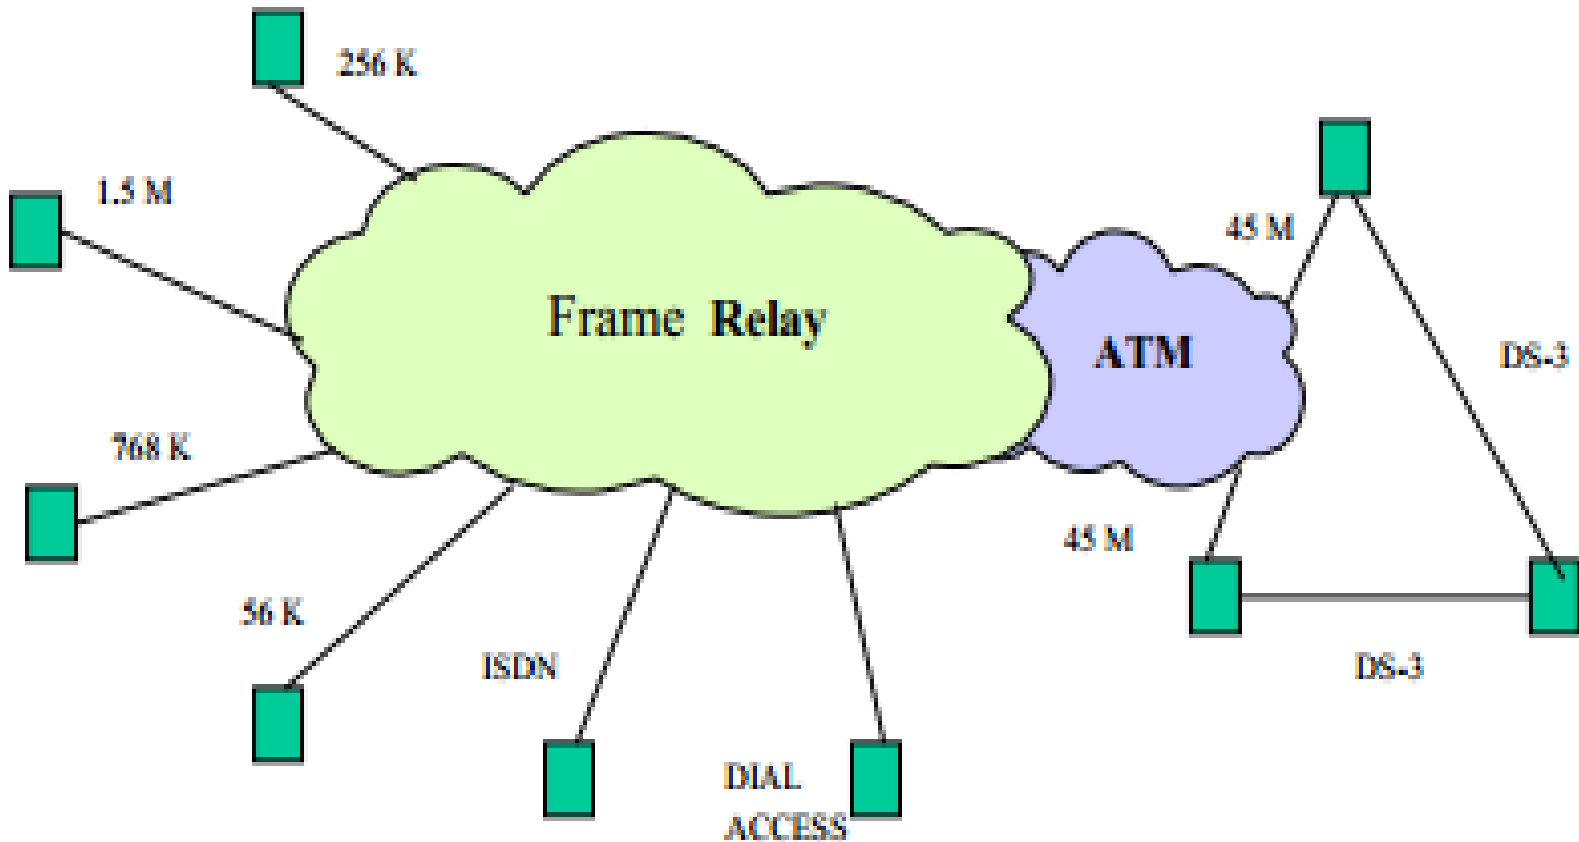 256 K
1.5 M
45 M
Frame Relay
ATM
DS-3
768 K
45 M
56 K
ISDN
DS-3
DIAL
ACCESS